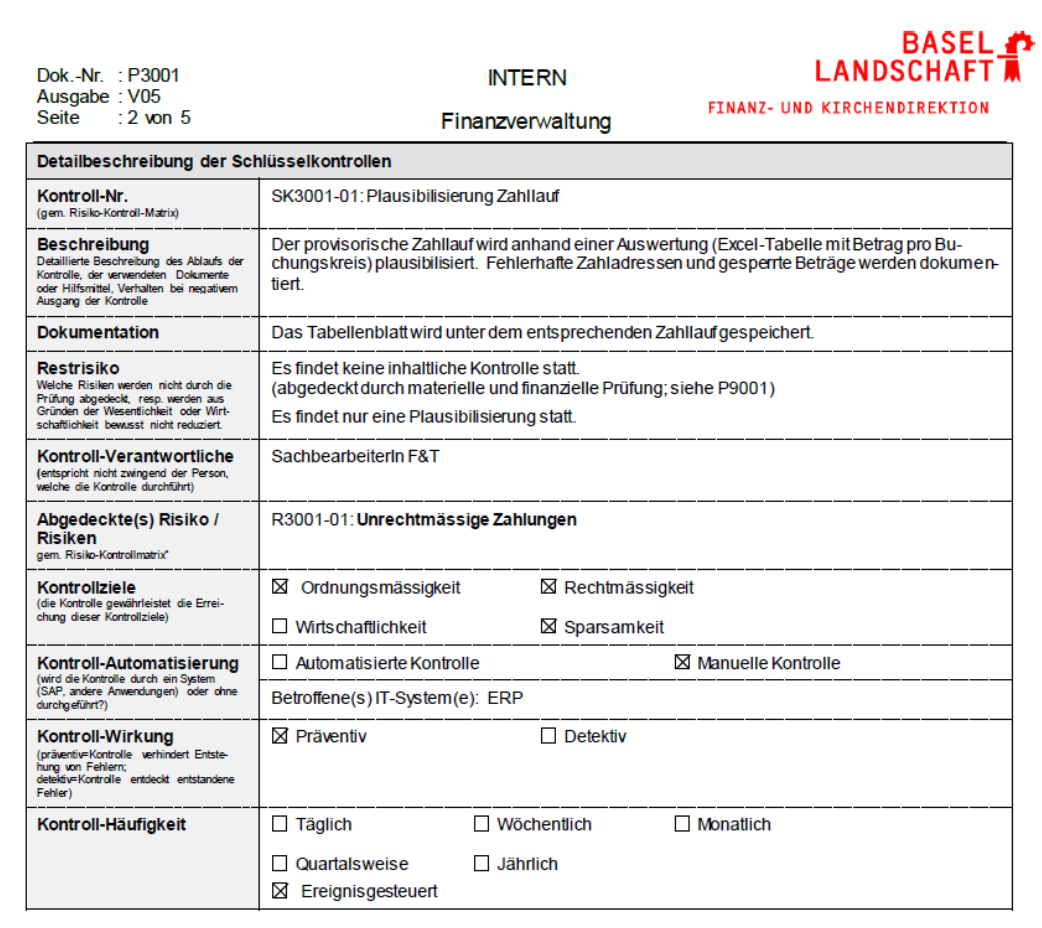 BASEL
LANDSCHAFT
FINANZ- UND KIRCHENDIREKTION
Dok.-Nr. : P3001
Ausgabe : V05
Seite : 2 von 5
INTERN
Finanzverwaltung
Detailbeschreibung der Schlüsselkontrollen
Kontroll-Nr.
(gem. Risiko-Kontroll-Matrix)
SK3001-01: Plausibilisierung Zahllauf
Beschreibung
Detaillierte Beschreibung des Ablaufs der
Kontrolle, der verwendeten Dokumente
oder Hilfsmittel, Verhalten bei negativem
Ausgang der Kontrolle
Der provisorische Zahllauf wird anhand einer Auswertung (Excel-Tabelle mit Betrag pro Bu-
chungskreis) plausibilisiert. Fehlerhafte Zahladressen und gesperrte Beträge werden dokumen-
tiert.
Dokumentation
Das Tabellenblatt wird unter dem entsprechenden Zahllauf gespeichert.
Restrisiko
Welche Risiken werden nicht durch die
Prüfung abgedeckt, resp. werden aus
Gründen der Wesentlichkeit oder Wirt-
schaftlichkeit bewusst nicht reduziert.
Es findet keine inhaltliche Kontrolle statt.
(abgedeckt durch materielle und finanzielle Prüfung; siehe P9001)
Es findet nur eine Plausibilisierung statt.
Kontroll-Verantwortliche
(entspricht nicht zwingend der Person,
welche die Kontrolle durchführt)
SachbearbeiterIn F&T
Abgedeckte(s) Risiko /
Risiken
gem. Risiko-Kontrollmatrix"
R3001-01: Unrechtmässige Zahlungen
Kontrollziele
(die Kontrolle gewährleistet die Errei-
chung dieser Kontrollziele)
☒ Ordnungsmässigkeit ☒ Rechtmässigkeit
☐ Wirtschaftlichkeit ☒ Sparsamkeit
Kontroll-Automatisierung
(wird die Kontrolle durch ein System
(SAP, andere Anwendungen) oder ohne
durchgeführt?)
☐ Automatisierte Kontrolle ☒ Manuelle Kontrolle
Betroffene(s) IT-System(e): ERP
Kontroll-Wirkung
(präventiv=Kontrolle verhindert Entste-
hung von Fehlern;
detektiv=Kontrolle entdeckt entstandene
Fehler)
☒ Präventiv ☐ Detektiv
Kontroll-Häufigkeit
☐ Täglich ☐ Wöchentlich ☐ Monatlich
☐ Quartalsweise ☐ Jährlich
☒ Ereignisgesteuert